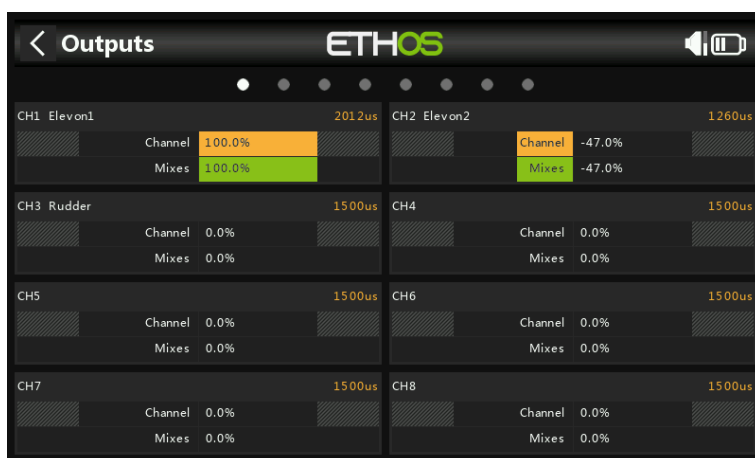 Outputs ETHOS
CH1 Elevon1 2012us
Channel 100.0%
Mixes 100.0%
CH2 Elevon2 1260us
Channel -47.0%
Mixes -47.0%
CH3 Rudder 1500us
Channel 0.0%
Mixes 0.0%
CH4 1500us
Channel 0.0%
Mixes 0.0%
CH5 1500us
Channel 0.0%
Mixes 0.0%
CH6 1500us
Channel 0.0%
Mixes 0.0%
CH7 1500us
Channel 0.0%
Mixes 0.0%
CH8 1500us
Channel 0.0%
Mixes 0.0%